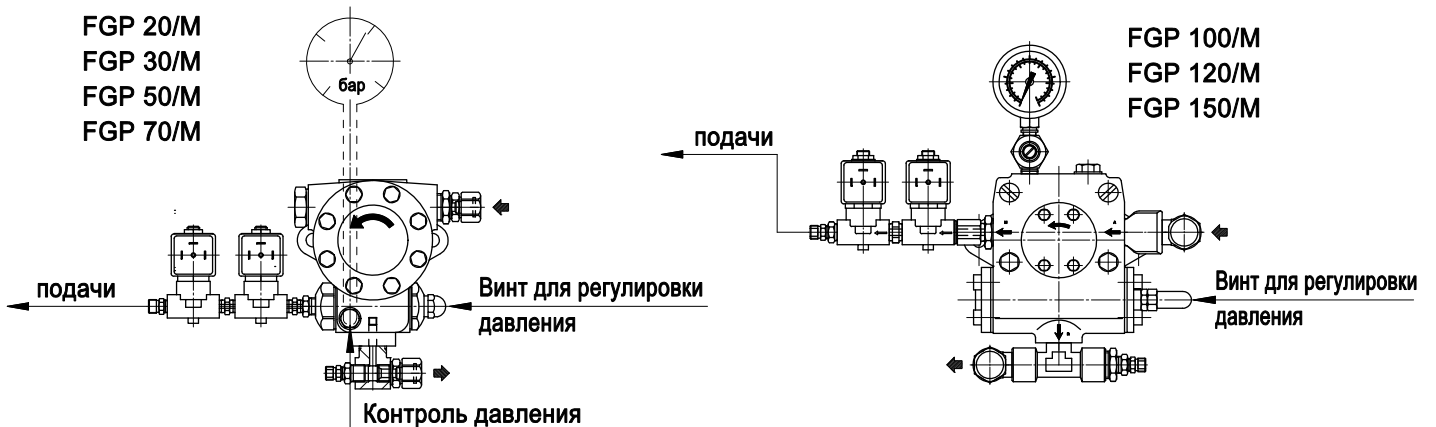 FGP 20/M
FGP 30/M
FGP 50/M
FGP 70/M
бар
подачи
Винт для регулировки
давления
Контроль давления
FGP 100/M
FGP 120/M
FGP 150/M
подачи
Винт для регулировки
давления